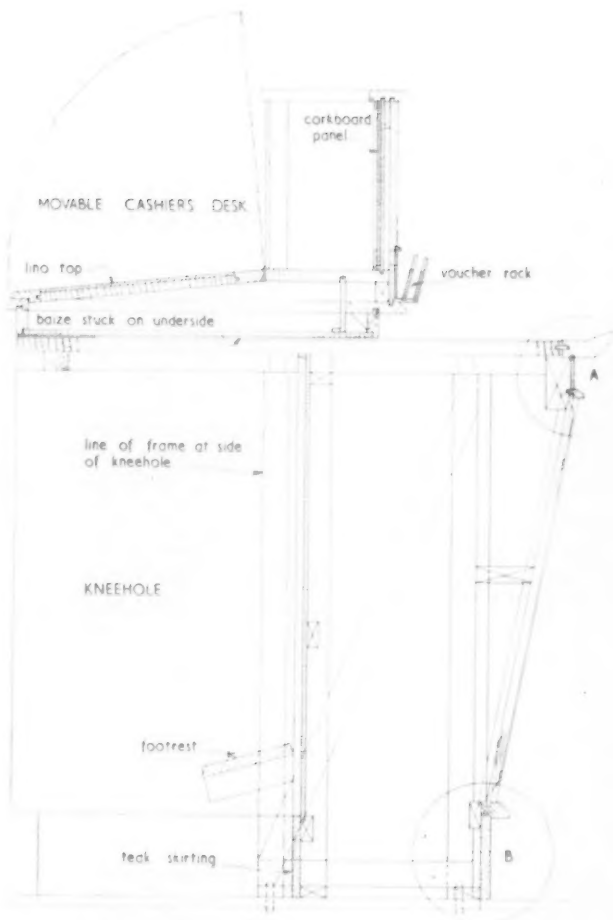 corkboard
panel
MOVABLE CASHIER'S DESK
lino top
voucher rack
baize stuck on underside
A
line of frame at side
of kneehole
KNEEHOLE
footrest
teak skirting
B